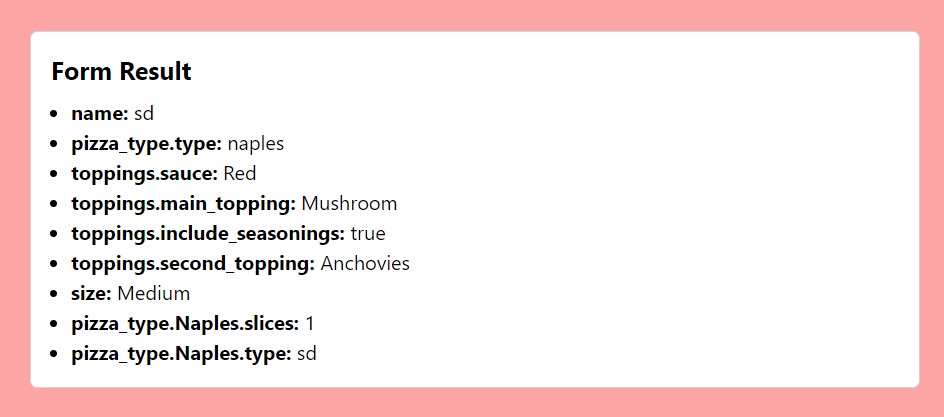 Form Result
name: sd
pizza_type.type: naples
toppings.sauce: Red
toppings.main_topping: Mushroom
toppings.include_seasonings: true
toppings.second_topping: Anchovies
size: Medium
pizza_type.Naples.slices: 1
pizza_type.Naples.type: sd